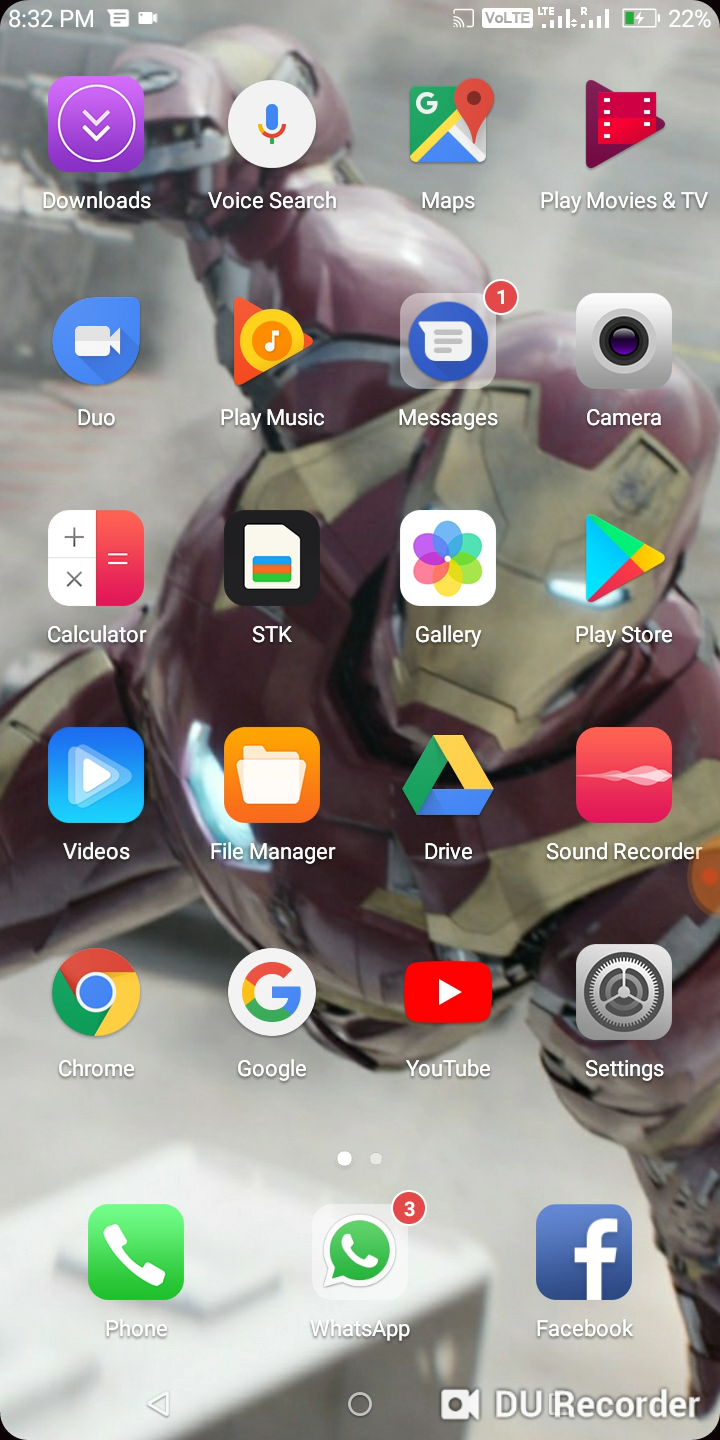 8:32 PM VoLTE LTE R 22%
G
Downloads Voice Search Maps Play Movies & TV
1
Duo Play Music Messages Camera
Calculator STK Gallery Play Store
Videos File Manager Drive Sound Recorder
G
Chrome Google YouTube Settings
3
f
Phone WhatsApp Facebook
DU Recorder